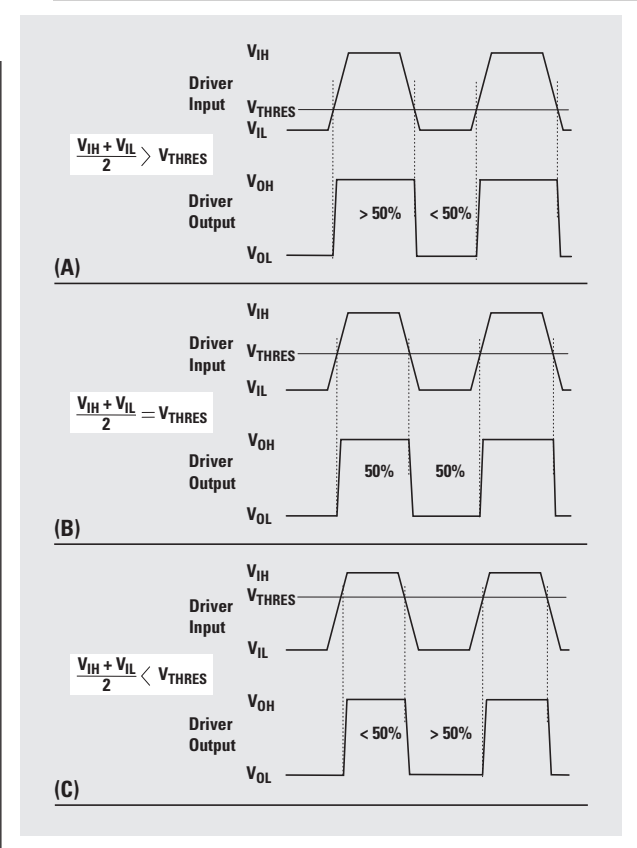 V_IH
Driver
Input
V_THRES
V_IL
V_IH + V_IL
2
> V_THRES
V_OH
Driver
Output
> 50%
< 50%
V_OL
(A)
V_IH
Driver
Input
V_THRES
V_IL
V_IH + V_IL
2
= V_THRES
V_OH
Driver
Output
50%
50%
V_OL
(B)
V_IH
V_THRES
Driver
Input
V_IL
V_IH + V_IL
2
< V_THRES
V_OH
Driver
Output
< 50%
> 50%
V_OL
(C)